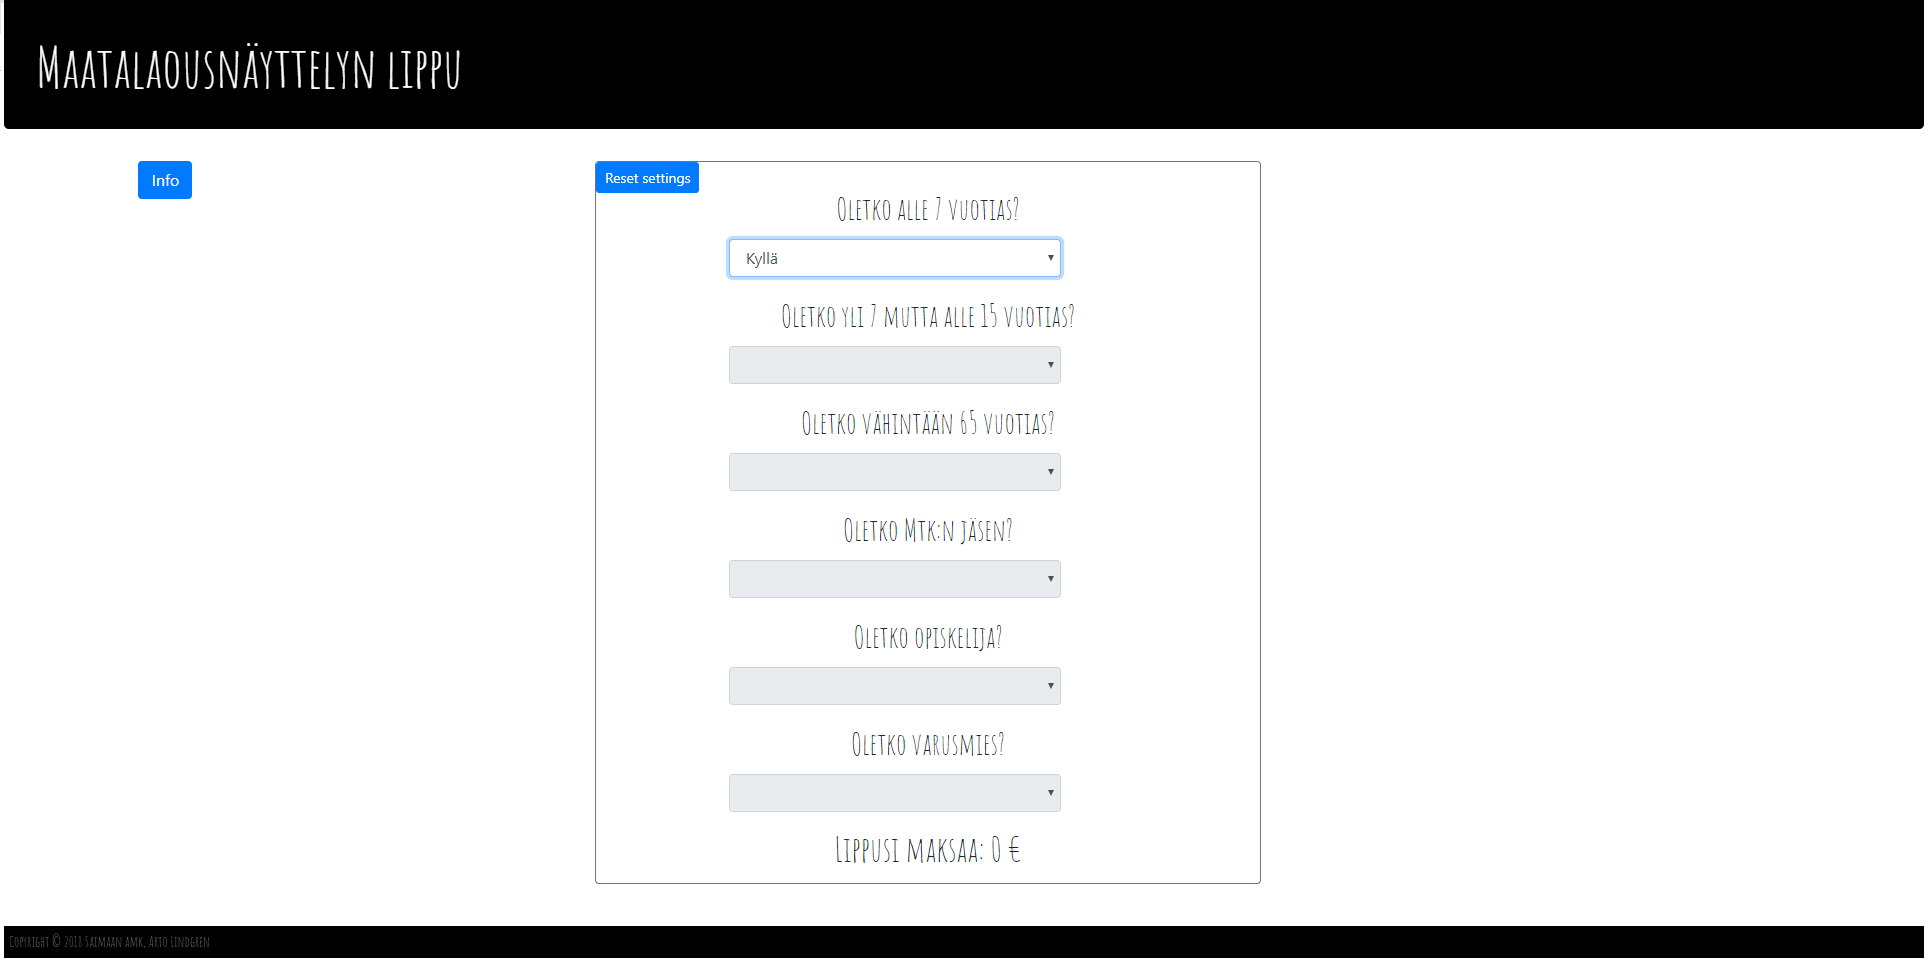 Maatalaousnäyttelyn lippu
Info
Reset settings
Oletko alle 7 vuotias?
Kyllä
Oletko yli 7 mutta alle 15 vuotias?
Oletko vähintään 65 vuotias?
Oletko Mtk:n jäsen?
Oletko opiskelija?
Oletko varusmies?
Lippusi maksaa: 0 €
Copyright © 2018 Saimaan amk, Arto Lindgren